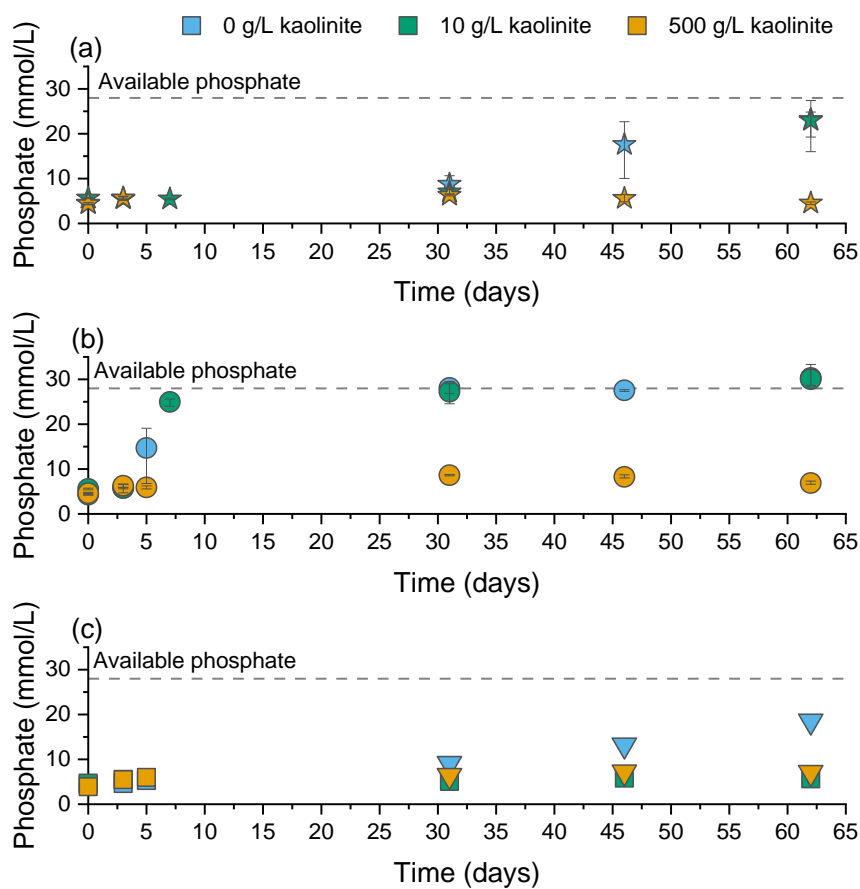 0 g/L kaolinite 10 g/L kaolinite 500 g/L kaolinite
(a)
Available phosphate
Phosphate (mmol/L)
30
20
10
0
0 5 10 15 20 25 30 35 40 45 50 55 60 65
Time (days)
(b)
Available phosphate
Phosphate (mmol/L)
30
20
10
0
0 5 10 15 20 25 30 35 40 45 50 55 60 65
Time (days)
(c)
Available phosphate
Phosphate (mmol/L)
30
20
10
0
0 5 10 15 20 25 30 35 40 45 50 55 60 65
Time (days)